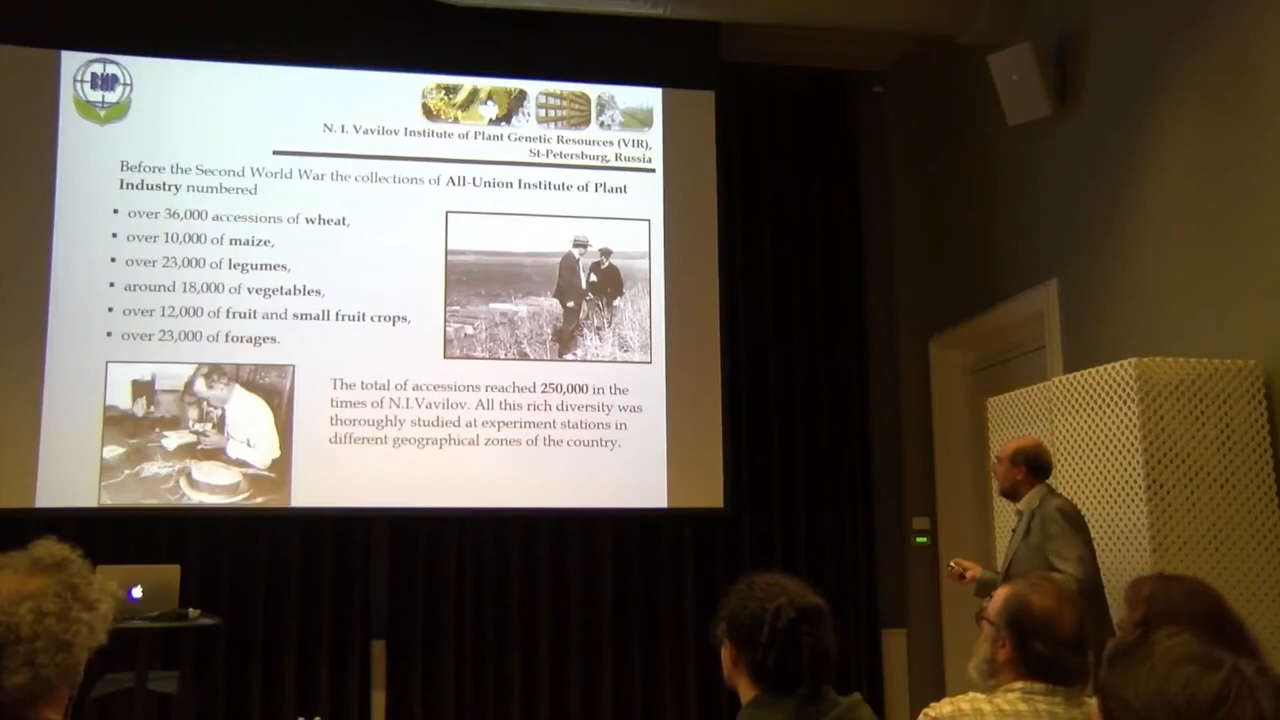 ВИР
N. I. Vavilov Institute of Plant Genetic Resources (VIR),
St-Petersburg, Russia
Before the Second World War the collections of All-Union Institute of Plant
Industry numbered
▪ over 36,000 accessions of wheat,
▪ over 10,000 of maize,
▪ over 23,000 of legumes,
▪ around 18,000 of vegetables,
▪ over 12,000 of fruit and small fruit crops,
▪ over 23,000 of forages.
The total of accessions reached 250,000 in the
times of N.I.Vavilov. All this rich diversity was
thoroughly studied at experiment stations in
different geographical zones of the country.